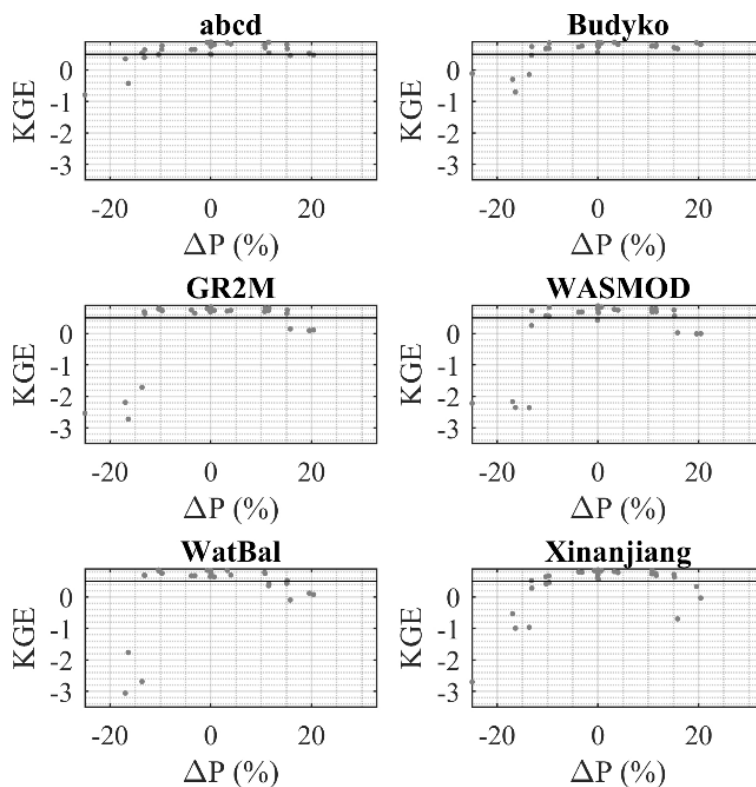 abcd
Budyko
KGE
0
-1
-2
-3
-20
0
20
ΔP (%)
KGE
0
-1
-2
-3
-20
0
20
ΔP (%)
GR2M
WASMOD
KGE
0
-1
-2
-3
-20
0
20
ΔP (%)
KGE
0
-1
-2
-3
-20
0
20
ΔP (%)
WatBal
Xinanjiang
KGE
0
-1
-2
-3
-20
0
20
ΔP (%)
KGE
0
-1
-2
-3
-20
0
20
ΔP (%)